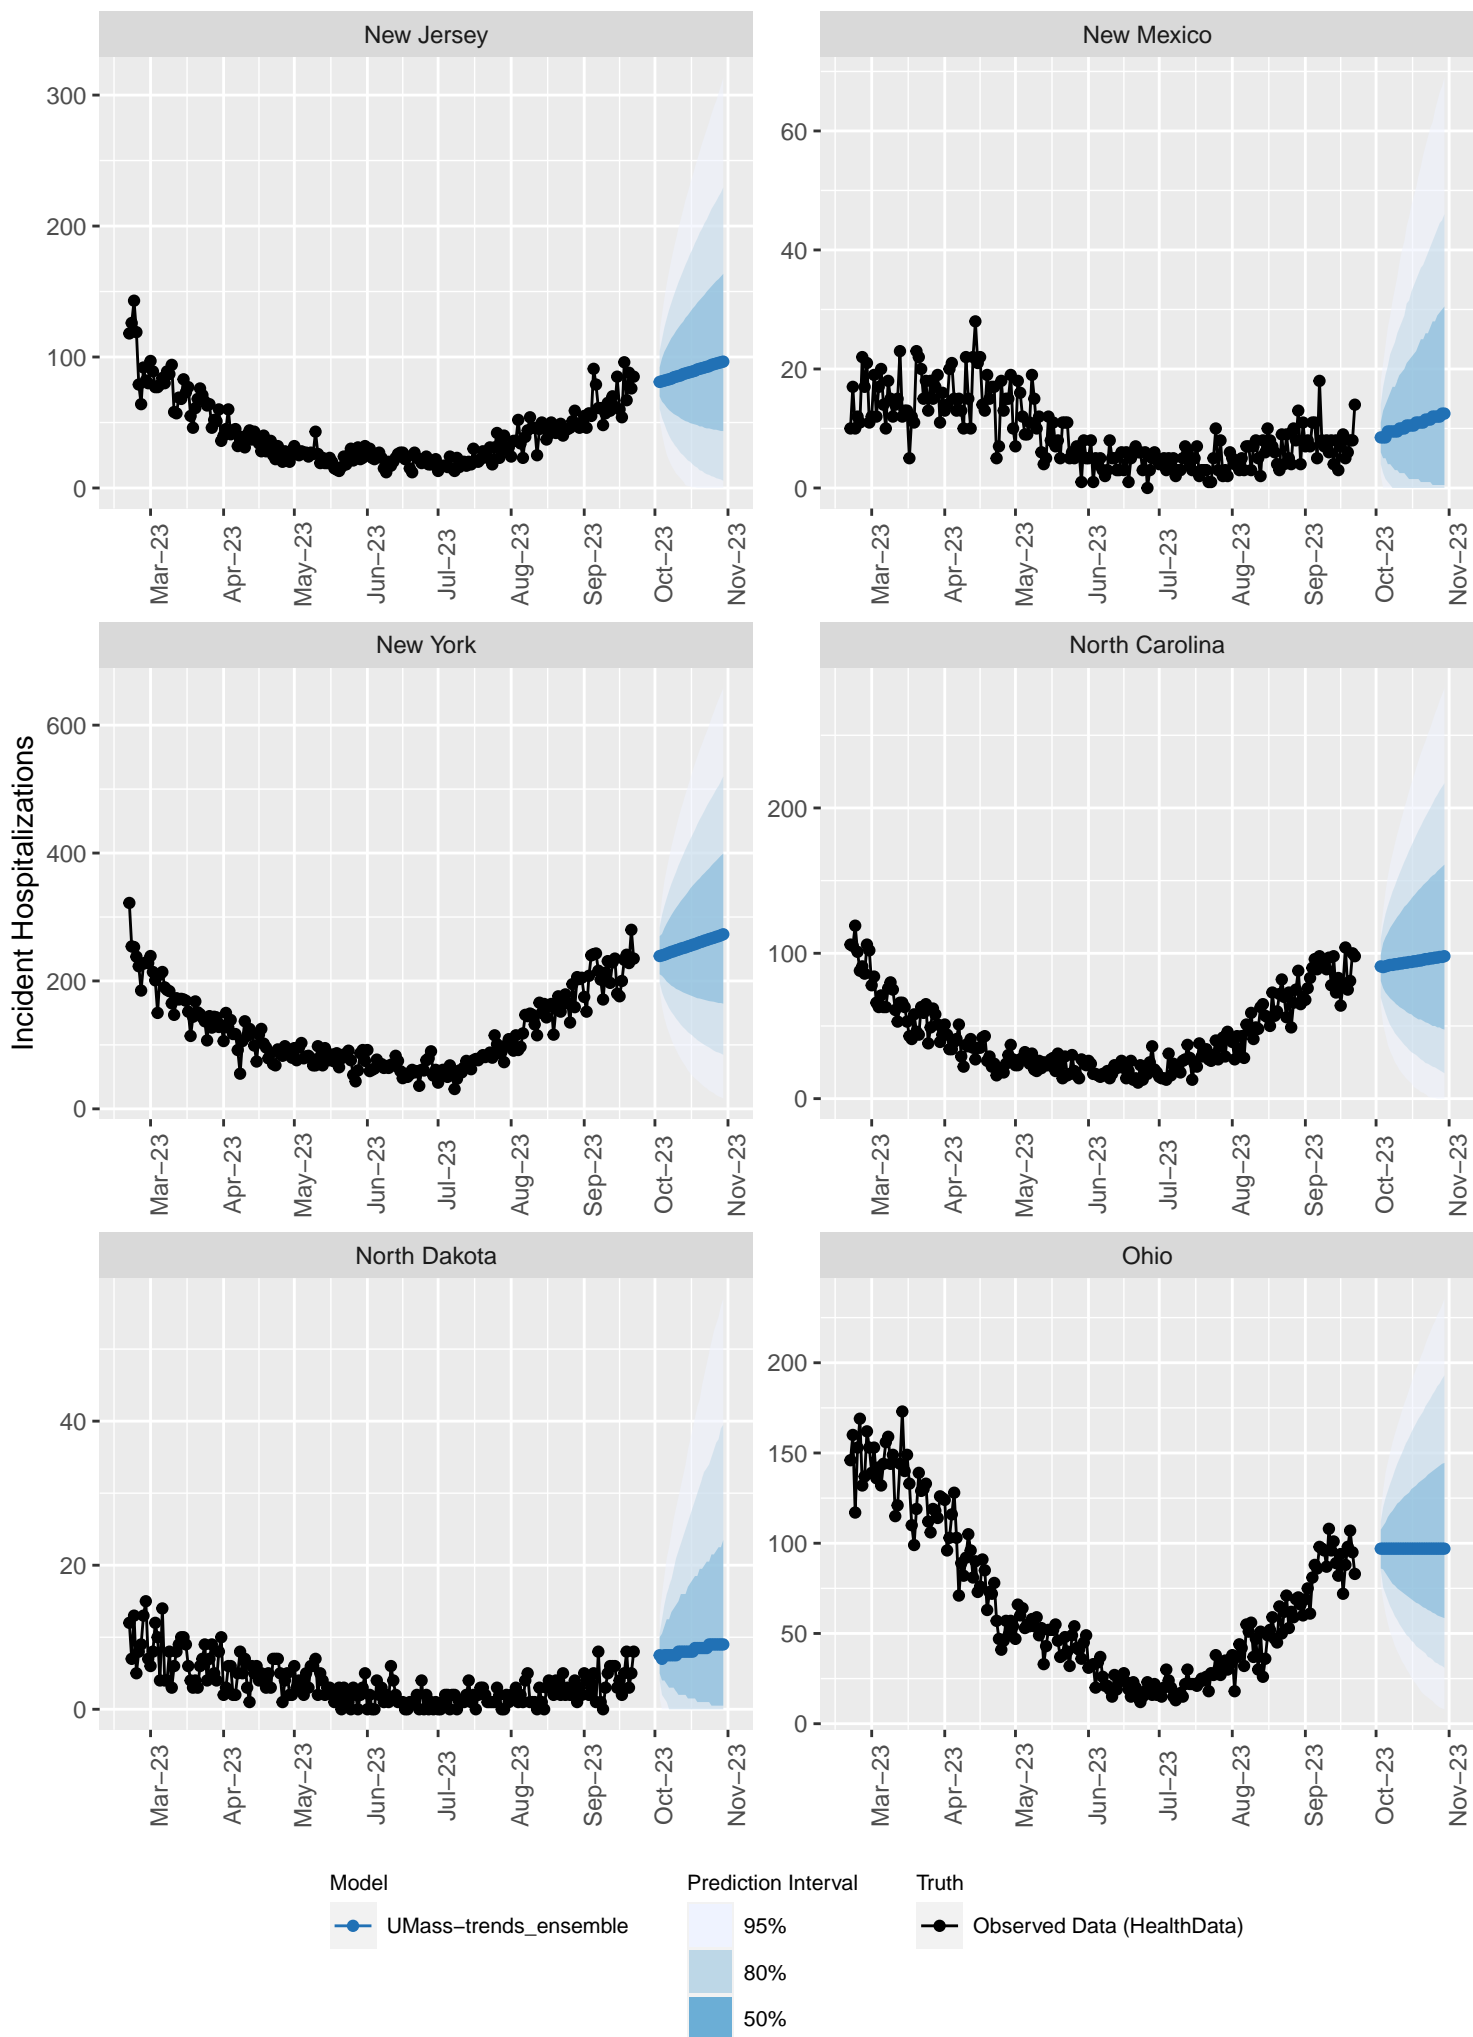 New Jersey
New Mexico
300
200
100
0
60
40
20
0
Mar−23
Apr−23
May−23
Jun−23
Jul−23
Aug−23
Sep−23
Oct−23
Nov−23
Mar−23
Apr−23
May−23
Jun−23
Jul−23
Aug−23
Sep−23
Oct−23
Nov−23
Incident Hospitalizations
New York
North Carolina
600
400
200
0
200
100
0
Mar−23
Apr−23
May−23
Jun−23
Jul−23
Aug−23
Sep−23
Oct−23
Nov−23
Mar−23
Apr−23
May−23
Jun−23
Jul−23
Aug−23
Sep−23
Oct−23
Nov−23
North Dakota
Ohio
40
20
0
200
150
100
50
0
Mar−23
Apr−23
May−23
Jun−23
Jul−23
Aug−23
Sep−23
Oct−23
Nov−23
Mar−23
Apr−23
May−23
Jun−23
Jul−23
Aug−23
Sep−23
Oct−23
Nov−23
Model
UMass−trends_ensemble
Prediction Interval
95%
80%
50%
Truth
Observed Data (HealthData)